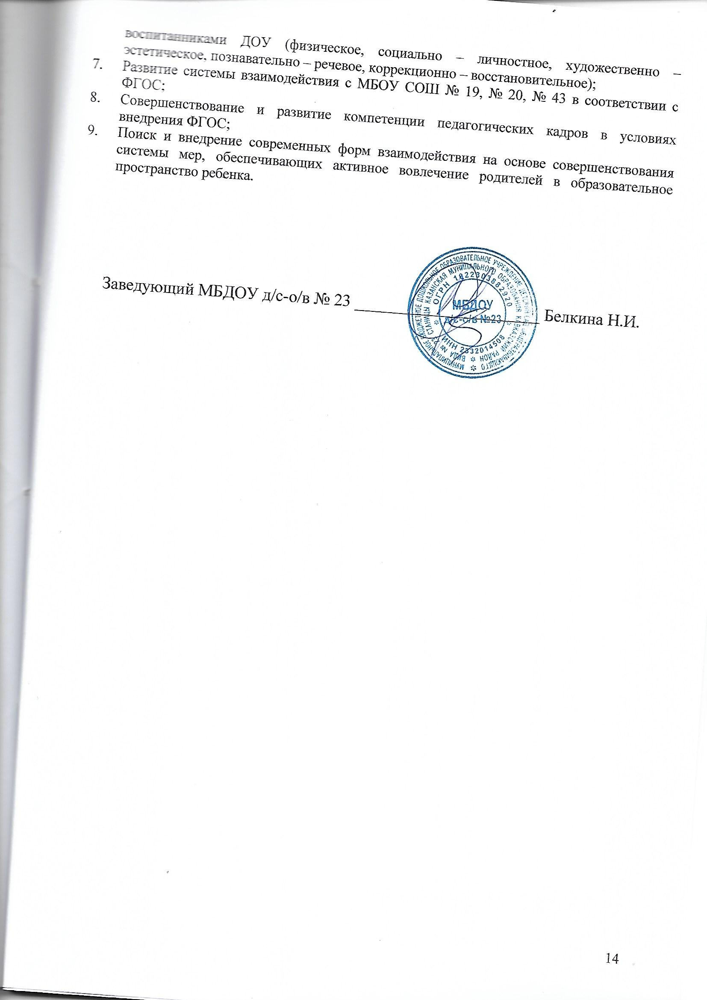 воспитанниками ДОУ (физическое, социально – личностное, художественно –
эстетическое, познавательно – речевое, коррекционно – восстановительное);
7. Развитие системы взаимодействия с МБОУ СОШ № 19, № 20, № 43 в соответствии с
ФГОС;
8. Совершенствование и развитие компетенции педагогических кадров в условиях
внедрения ФГОС;
9. Поиск и внедрение современных форм взаимодействия на основе совершенствования
системы мер, обеспечивающих активное вовлечение родителей в образовательное
пространство ребенка.
Заведующий МБДОУ д/с-о/в № 23 Белкина Н.И.
МУНИЦИПАЛЬНОЕ БЮДЖЕТНОЕ ДОШКОЛЬНОЕ ОБРАЗОВАТЕЛЬНОЕ УЧРЕЖДЕНИЕ ДЕТСКИЙ САД ОБЩЕРАЗВИВАЮЩЕГО
ВИДА № 23 СТАНИЦЫ КАЗАНСКАЯ МУНИПАЛЬНОГО ОБРАЗОВАНИЯ КАВКАЗСКИЙ РАЙОН
ОГРН 1022303882920
ИНН 2332014508
МБДОУ
д/с-о/в №23
14